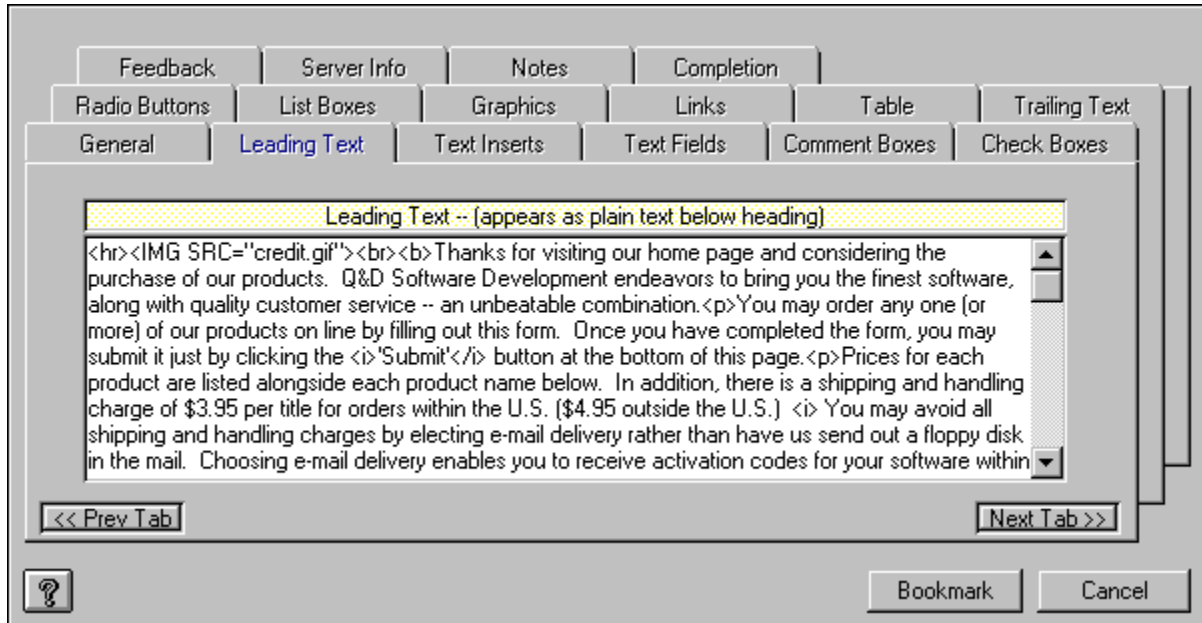 Feedback
Server Info
Notes
Completion
Radio Buttons
List Boxes
Graphics
Links
Table
Trailing Text
General
Leading Text
Text Inserts
Text Fields
Comment Boxes
Check Boxes
Leading Text -- (appears as plain text below heading)
<hr><IMG SRC="credit.gif"><br><b>Thanks for visiting our home page and considering the
purchase of our products.  Q&D Software Development endeavors to bring you the finest software,
along with quality customer service -- an unbeatable combination.<p>You may order any one (or
more) of our products on line by filling out this form.  Once you have completed the form, you may
submit it just by clicking the <i>'Submit'</i> button at the bottom of this page.<p>Prices for each
product are listed alongside each product name below.  In addition, there is a shipping and handling
charge of $3.95 per title for orders within the U.S. ($4.95 outside the U.S.)  <i> You may avoid all
shipping and handling charges by electing e-mail delivery rather than have us send out a floppy disk
in the mail.  Choosing e-mail delivery enables you to receive activation codes for your software within
<< Prev Tab
Next Tab >>
?
Bookmark
Cancel